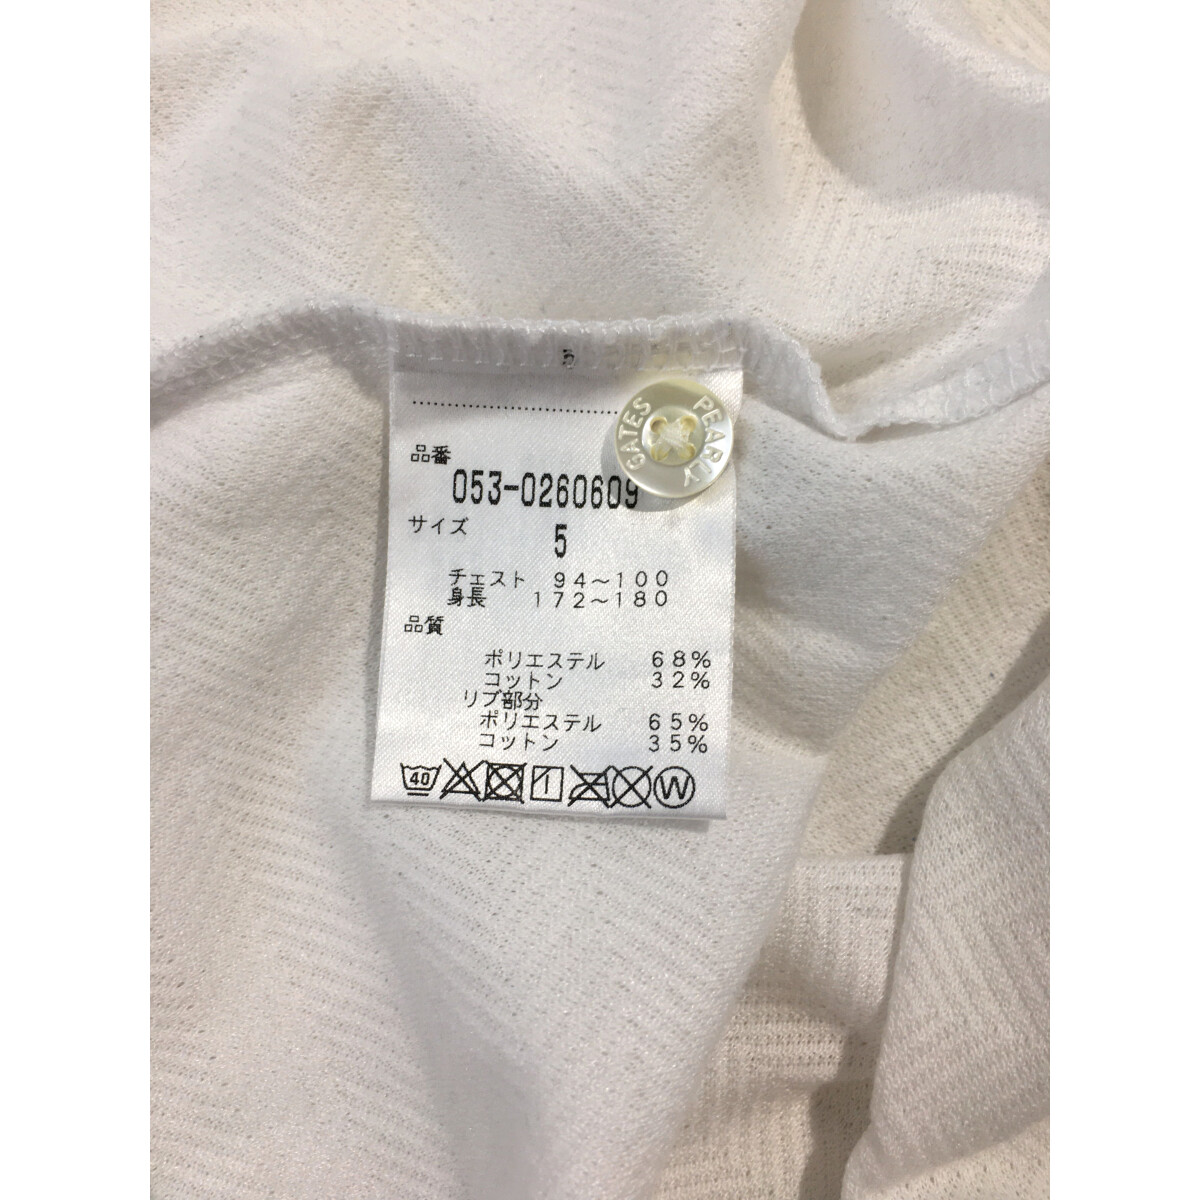 5
PEARLY GATES
品番
053-0260609
サイズ
5
チェスト 94～100
身長 172～180
品質
ポリエステル 68%
コットン 32%
リブ部分
ポリエステル 65%
コットン 35%
40 W